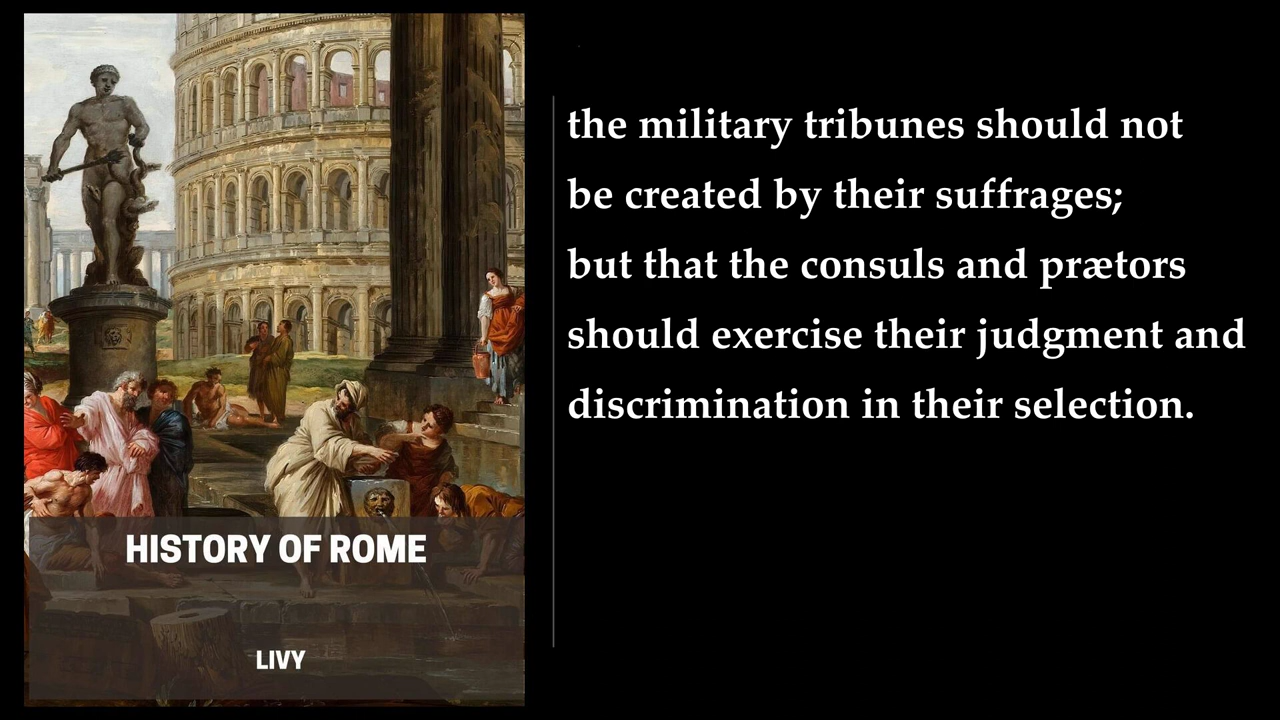 HISTORY OF ROME
LIVY
the military tribunes should not
be created by their suffrages;
but that the consuls and prætors
should exercise their judgment and
discrimination in their selection.